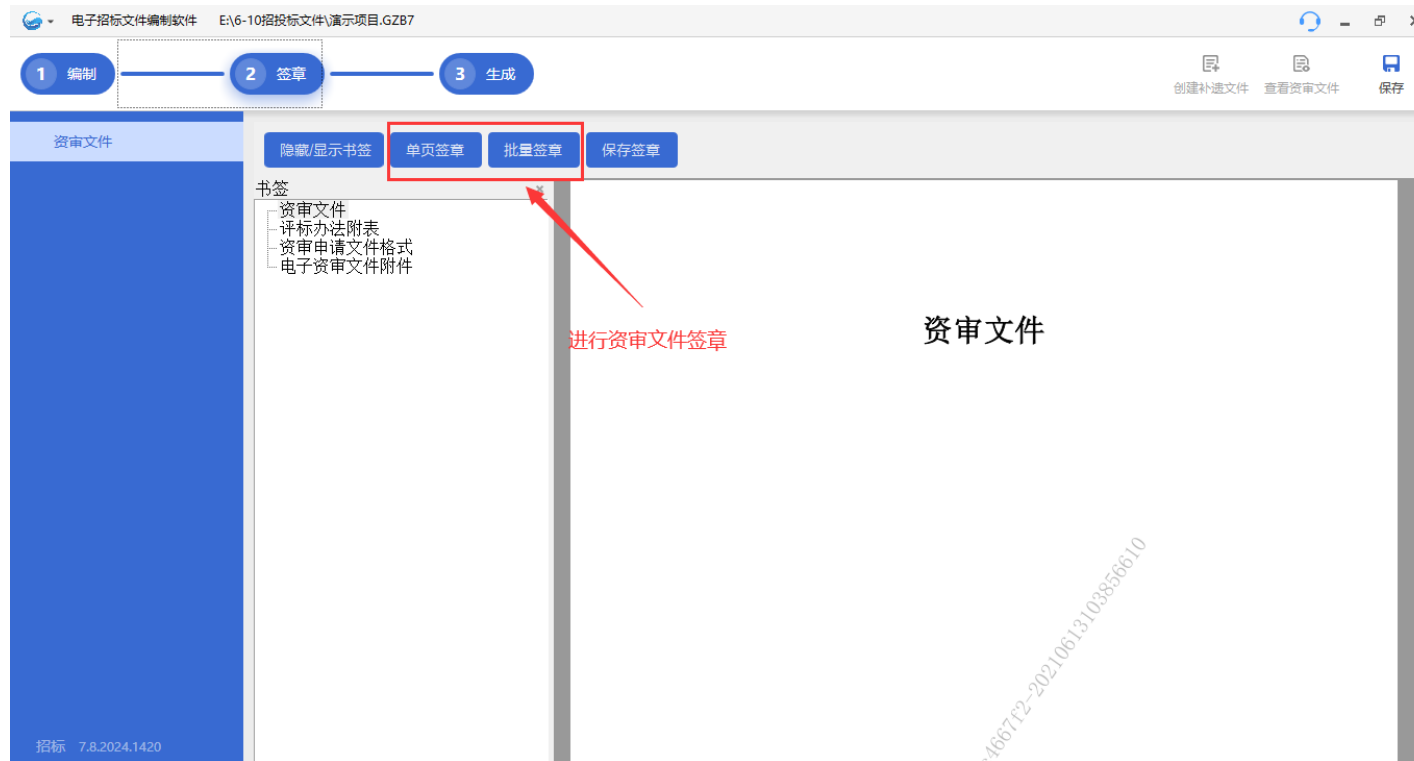 电子招标文件编制软件 E:\6-10招投标文件\演示项目.GZB7
1 编制 2 签章 3 生成
创建补遗文件 查看资审文件 保存
资审文件
隐藏/显示书签 单页签章 批量签章 保存签章
书签
资审文件
评标办法附表
资审申请文件格式
电子资审文件附件
进行资审文件签章
资审文件
招标 7.8.2024.1420